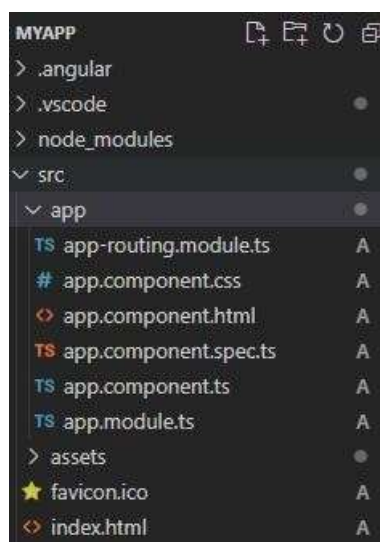 MYAPP
> .angular
> .vscode
> node_modules
src
app
TS app-routing.module.ts A
# app.component.css A
<> app.component.html A
TS app.component.spec.ts A
TS app.component.ts A
TS app.module.ts A
> assets
favicon.ico A
<> index.html A